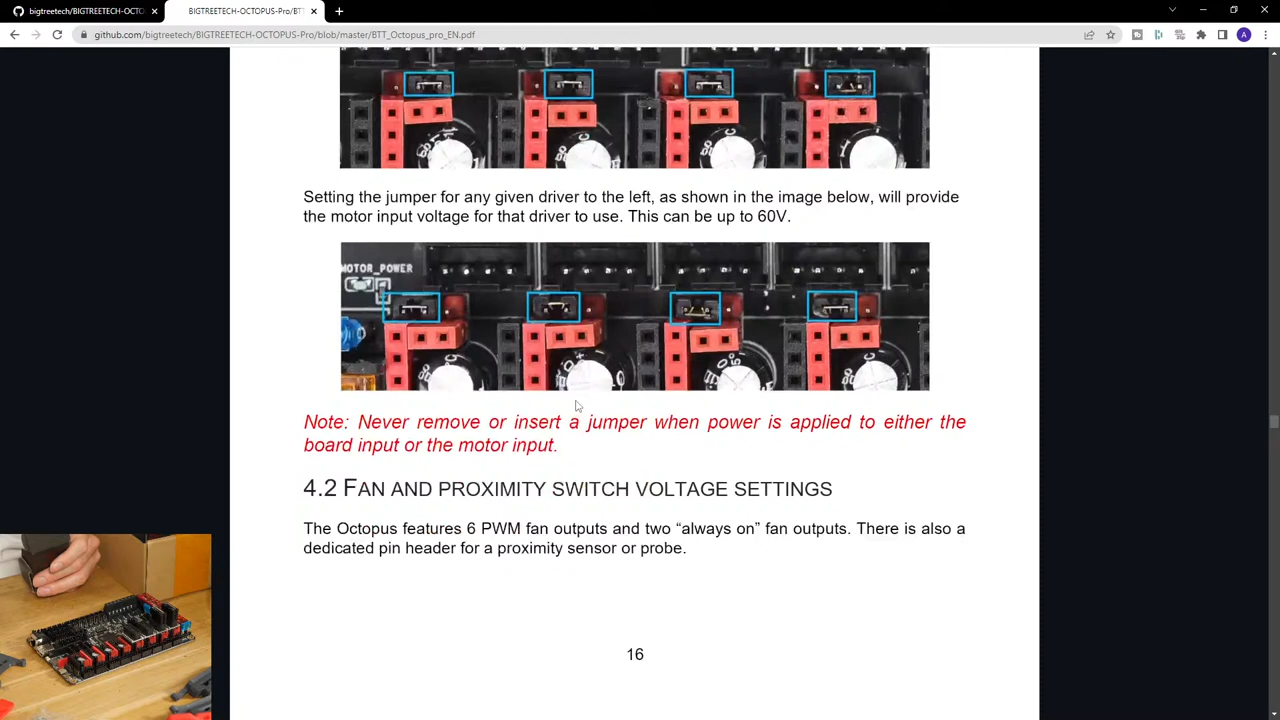 bigtreetech/BIGTREETECH-OCTO
BIGTREETECH-OCTOPUS-Pro/BTT
github.com/bigtreetech/BIGTREETECH-OCTOPUS-Pro/blob/master/BTT_Octopus_pro_EN.pdf
A
Setting the jumper for any given driver to the left, as shown in the image below, will provide
the motor input voltage for that driver to use. This can be up to 60V.
MOTOR_POWER
Note: Never remove or insert a jumper when power is applied to either the
board input or the motor input.
4.2 FAN AND PROXIMITY SWITCH VOLTAGE SETTINGS
The Octopus features 6 PWM fan outputs and two “always on” fan outputs. There is also a
dedicated pin header for a proximity sensor or probe.
16